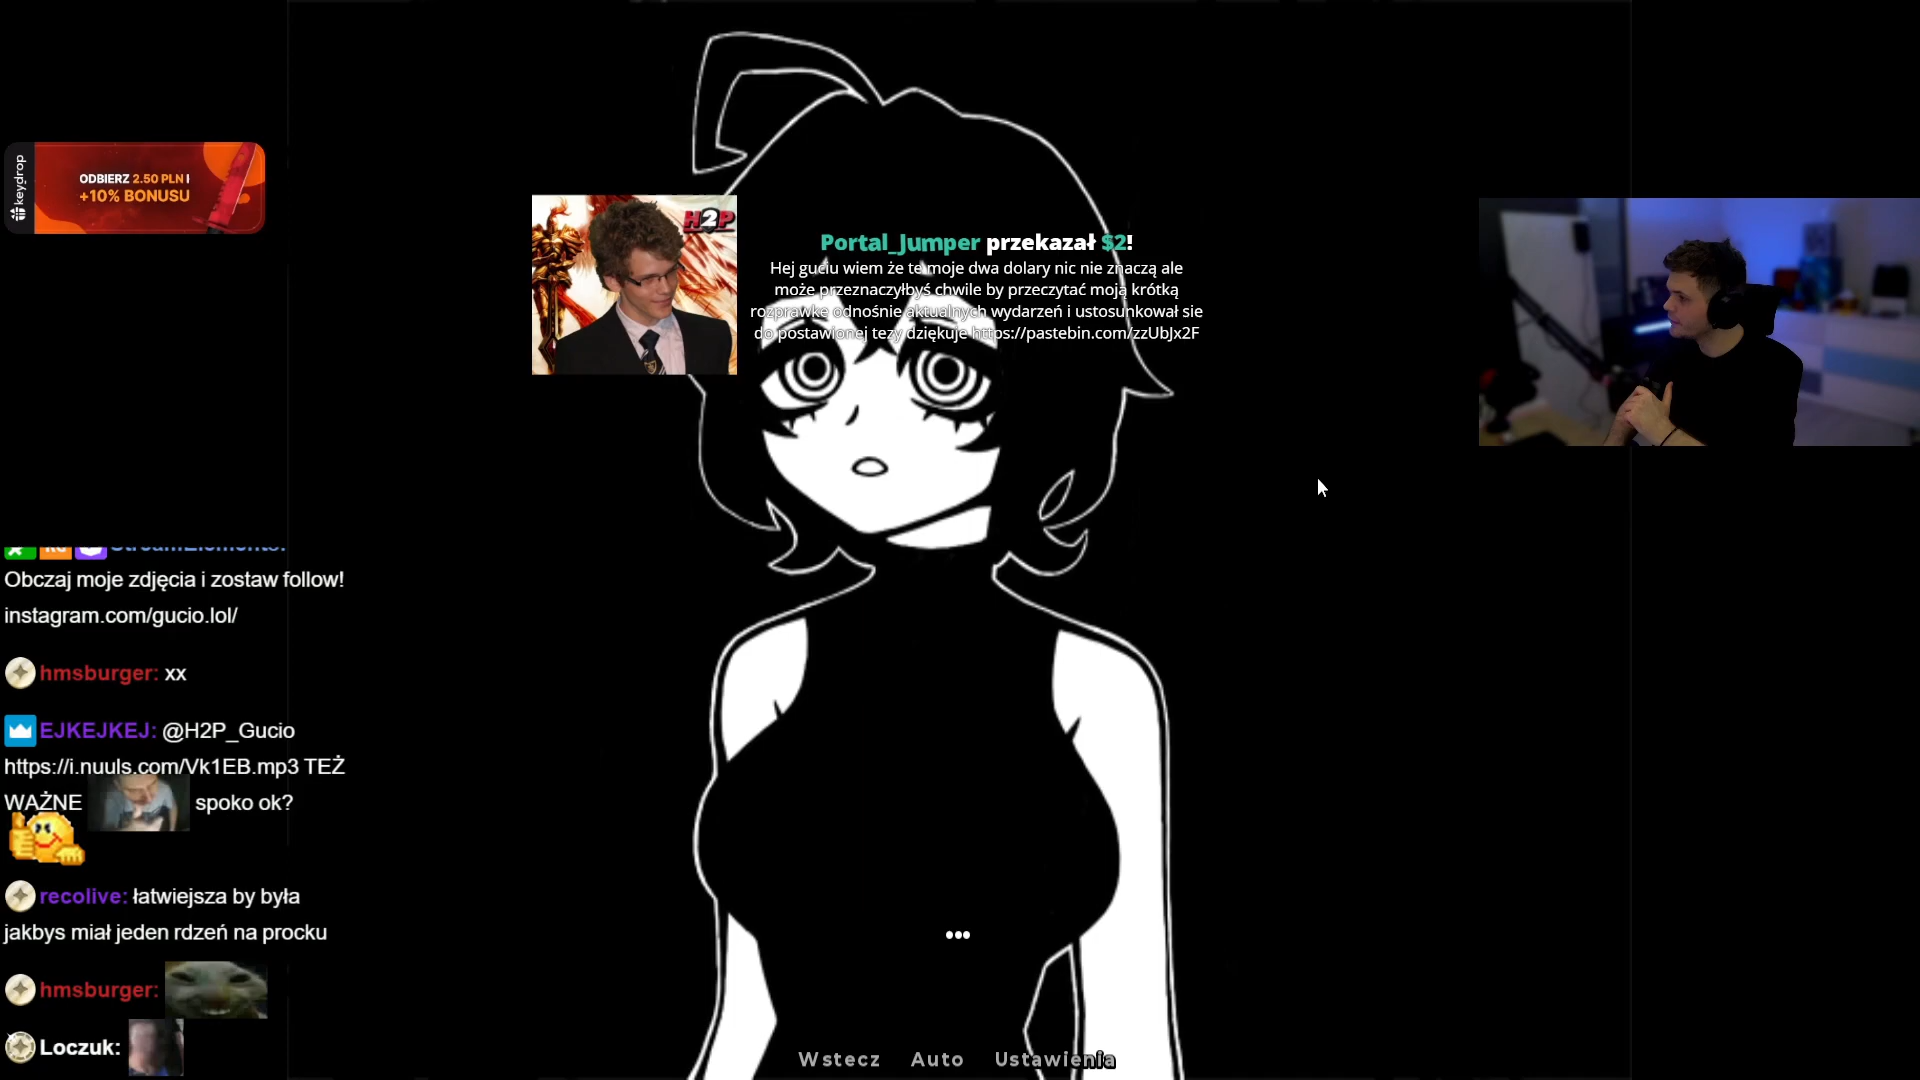 keydrop
ODBIERZ 2.50 PLN I
+10% BONUSU
H2P
Portal_Jumper przekazał $2!
Hej guciu wiem że te moje dwa dolary nic nie znaczą ale
może przeznaczyłbyś chwile by przeczytać moją krótką
rozprawke odnośnie aktualnych wydarzeń i ustosunkował sie
do postawionej tezy dziękuje https://pastebin.com/zzUbJx2F
StreamElements:
Obczaj moje zdjęcia i zostaw follow!
instagram.com/gucio.lol/
hmsburger: xx
EJKEJKEJ: @H2P_Gucio
https://i.nuuls.com/Vk1EB.mp3 TEŻ
WAŻNE spoko ok?
recolive: łatwiejsza by była
jakbys miał jeden rdzeń na procku
hmsburger:
Loczuk:
...
Wstecz Auto Ustawienia